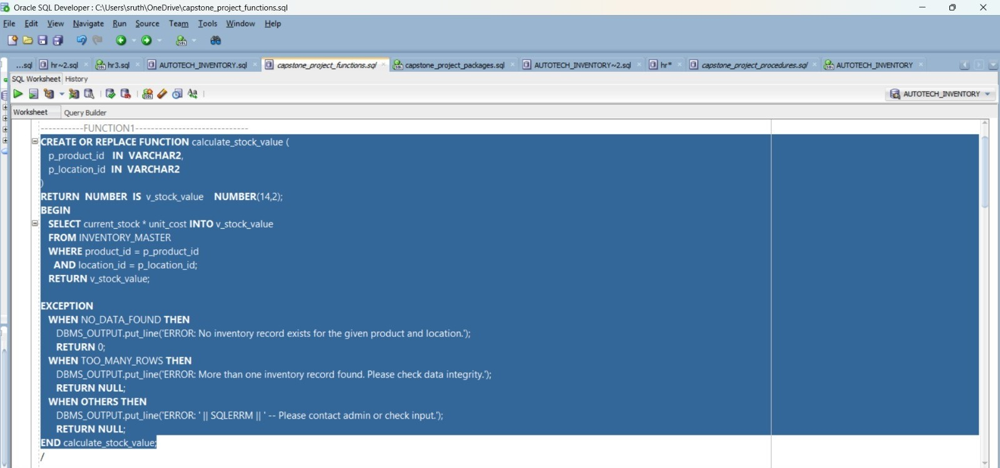 Oracle SQL Developer : C:\Users\sruth\OneDrive\capstone_project_functions.sql
File Edit View Navigate Run Source Team Tools Window Help
...sql hr~2.sql hr3.sql AUTOTECH_INVENTORY.sql capstone_project_functions.sql capstone_project_packages.sql AUTOTECH_INVENTORY~2.sql hr* capstone_project_procedures.sql AUTOTECH_INVENTORY
SQL Worksheet History
AUTOTECH_INVENTORY
Worksheet Query Builder
-----------FUNCTION1-----------------------------
CREATE OR REPLACE FUNCTION calculate_stock_value (
p_product_id IN VARCHAR2,
p_location_id IN VARCHAR2
)
RETURN NUMBER IS v_stock_value NUMBER(14,2);
BEGIN
SELECT current_stock * unit_cost INTO v_stock_value
FROM INVENTORY_MASTER
WHERE product_id = p_product_id
AND location_id = p_location_id;
RETURN v_stock_value;
EXCEPTION
WHEN NO_DATA_FOUND THEN
DBMS_OUTPUT.put_line('ERROR: No inventory record exists for the given product and location.');
RETURN 0;
WHEN TOO_MANY_ROWS THEN
DBMS_OUTPUT.put_line('ERROR: More than one inventory record found. Please check data integrity.');
RETURN NULL;
WHEN OTHERS THEN
DBMS_OUTPUT.put_line('ERROR: ' || SQLERRM || ' -- Please contact admin or check input.');
RETURN NULL;
END calculate_stock_value;
/